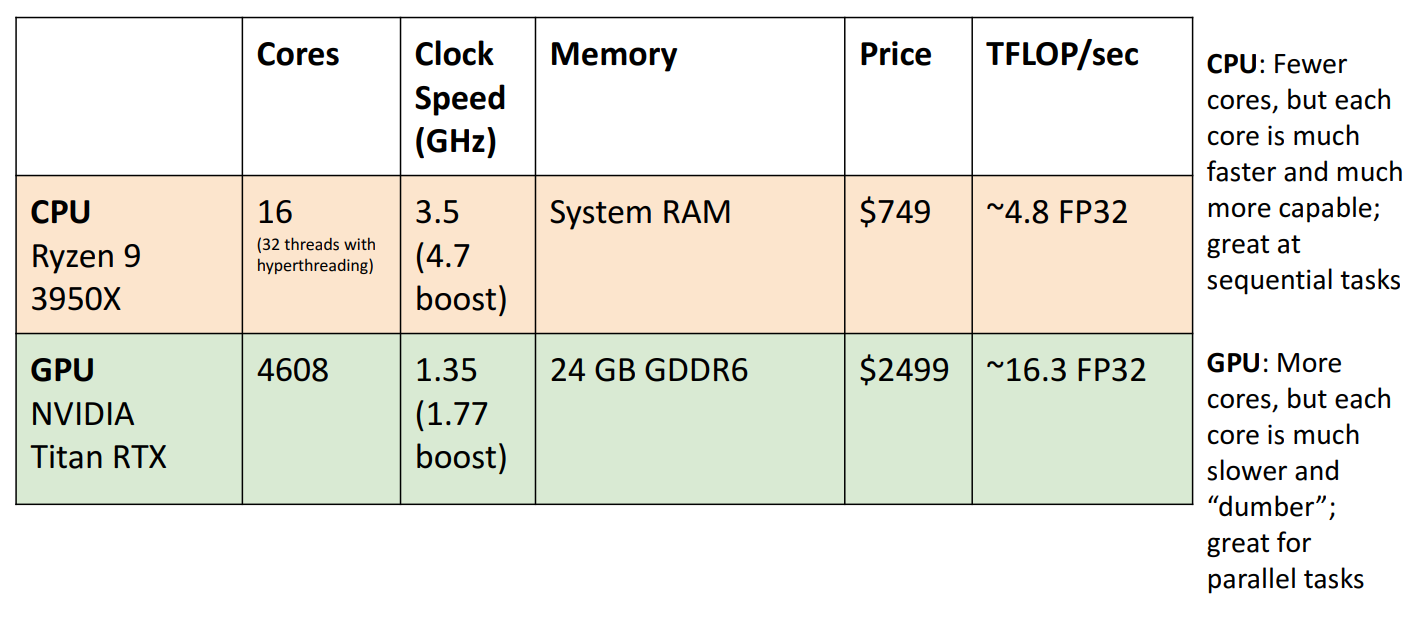 Cores
Clock
Speed
(GHz)
Memory
Price
TFLOP/sec
CPU
Ryzen 9
3950X
16
(32 threads with
hyperthreading)
3.5
(4.7
boost)
System RAM
$749
~4.8 FP32
GPU
NVIDIA
Titan RTX
4608
1.35
(1.77
boost)
24 GB GDDR6
$2499
~16.3 FP32
CPU: Fewer
cores, but each
core is much
faster and much
more capable;
great at
sequential tasks
GPU: More
cores, but each
core is much
slower and
“dumber”;
great for
parallel tasks